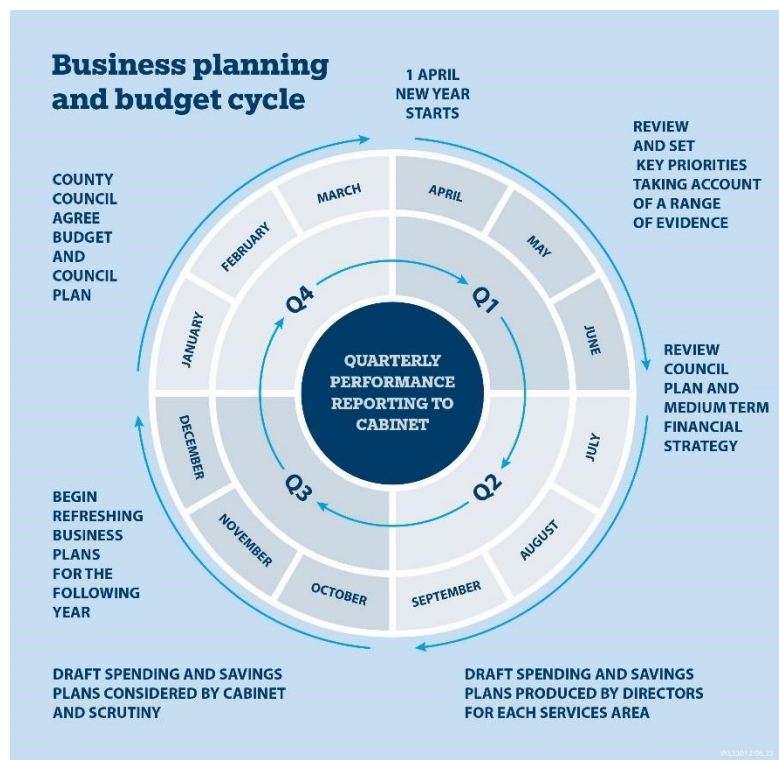 Business planning
and budget cycle
1 APRIL
NEW YEAR
STARTS
REVIEW
AND SET
KEY PRIORITIES
TAKING ACCOUNT
OF A RANGE
OF EVIDENCE
REVIEW
COUNCIL
PLAN AND
MEDIUM TERM
FINANCIAL
STRATEGY
DRAFT SPENDING AND SAVINGS
PLANS PRODUCED BY DIRECTORS
FOR EACH SERVICES AREA
DRAFT SPENDING AND SAVINGS
PLANS CONSIDERED BY CABINET
AND SCRUTINY
BEGIN
REFRESHING
BUSINESS
PLANS
FOR THE
FOLLOWING
YEAR
COUNTY
COUNCIL
AGREE
BUDGET
AND
COUNCIL
PLAN
APRIL
MAY
JUNE
JULY
AUGUST
SEPTEMBER
OCTOBER
NOVEMBER
DECEMBER
JANUARY
FEBRUARY
MARCH
Q1
Q2
Q3
Q4
QUARTERLY
PERFORMANCE
REPORTING TO
CABINET